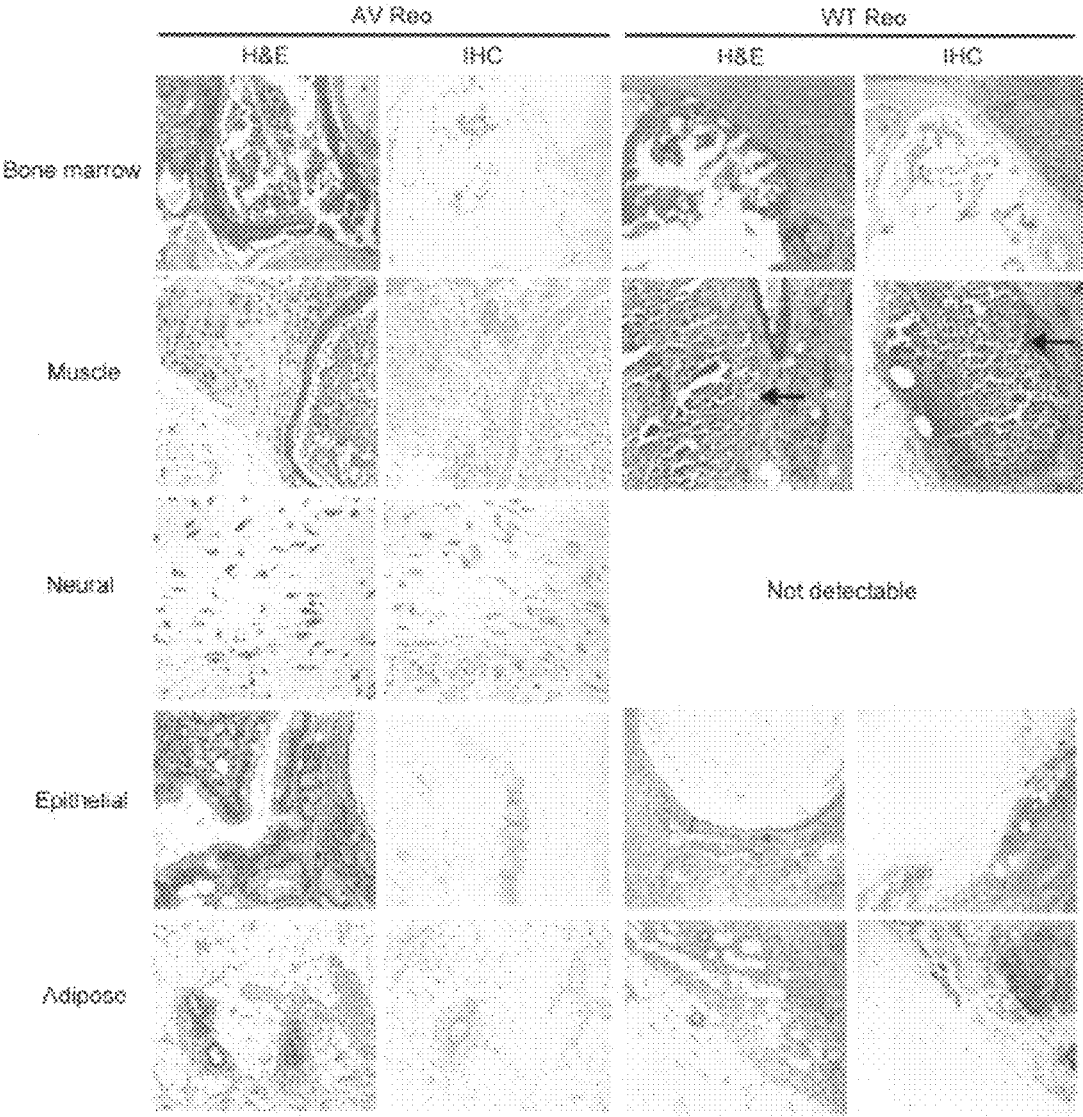 AV Reo WT Reo
H&E IHC H&E IHC
Bone marrow
Muscle
Neural
Not detectable
Epithelial
Adipose